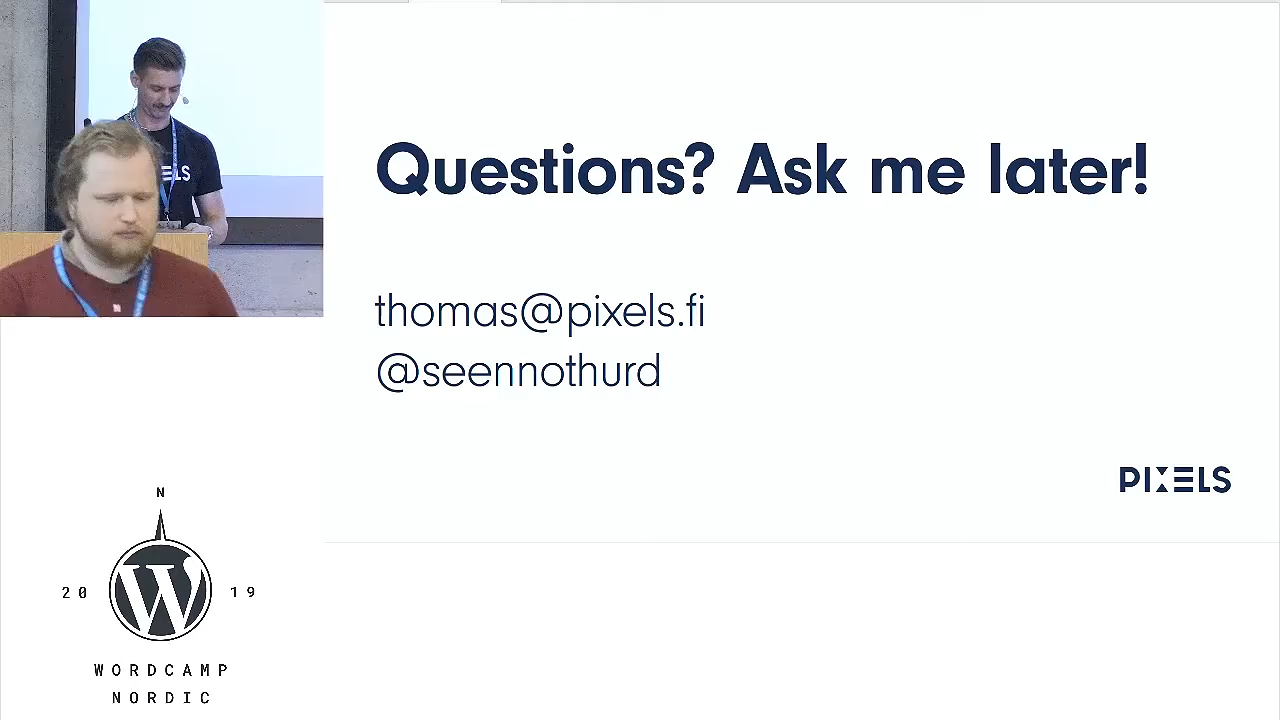 Questions? Ask me later!
thomas@pixels.fi
@seennothurd
PIXELS
N
20 19
WORDCAMP
NORDIC